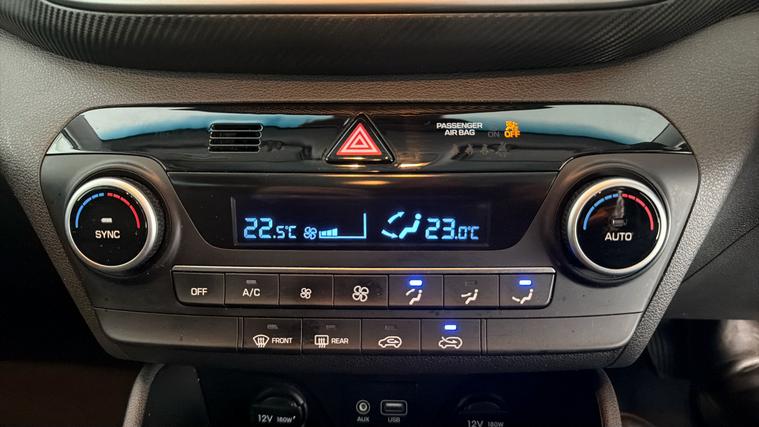 PASSENGER
AIR BAG ON OFF
22.5°C 23.0°C
SYNC AUTO
OFF A/C
FRONT REAR
12V 180W AUX USB 12V 180W